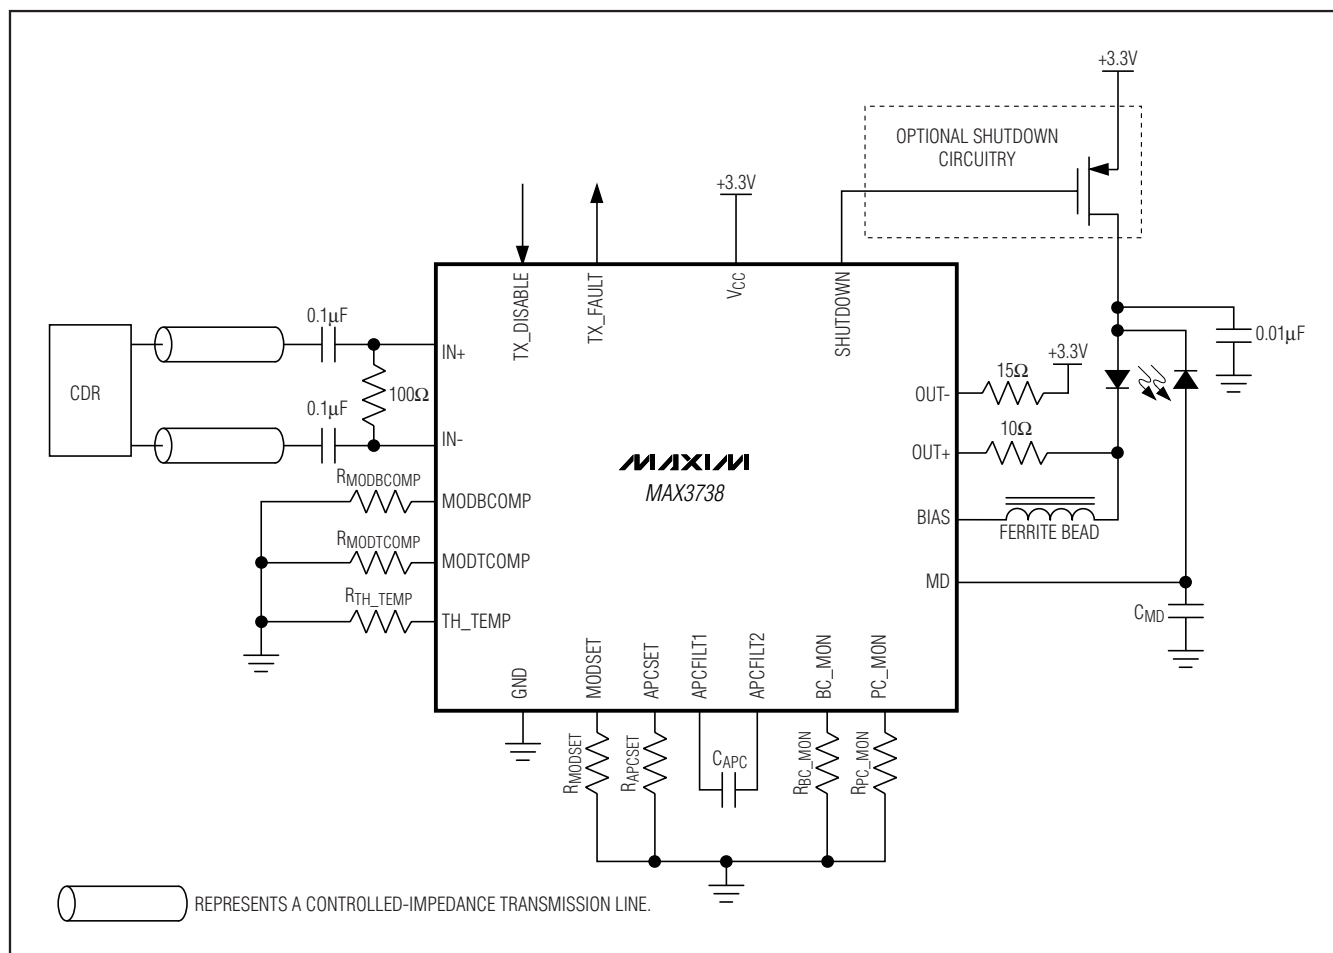 +3.3V
OPTIONAL SHUTDOWN
CIRCUITRY
+3.3V
TX_DISABLE
TX_FAULT
VCC
SHUTDOWN
0.1µF
0.01µF
CDR
IN+
100Ω
0.1µF
IN-
+3.3V
15Ω
OUT-
10Ω
OUT+
MAXIM
MAX3738
RMODBCOMP
MODBCOMP
BIAS
FERRITE BEAD
RMODTCOMP
MODTCOMP
MD
RTH_TEMP
TH_TEMP
CMD
GND
MODSET
APCSET
APCFILT1
APCFILT2
BC_MON
PC_MON
RMODSET
RAPCSET
CAPC
RBC_MON
RPC_MON
REPRESENTS A CONTROLLED-IMPEDANCE TRANSMISSION LINE.